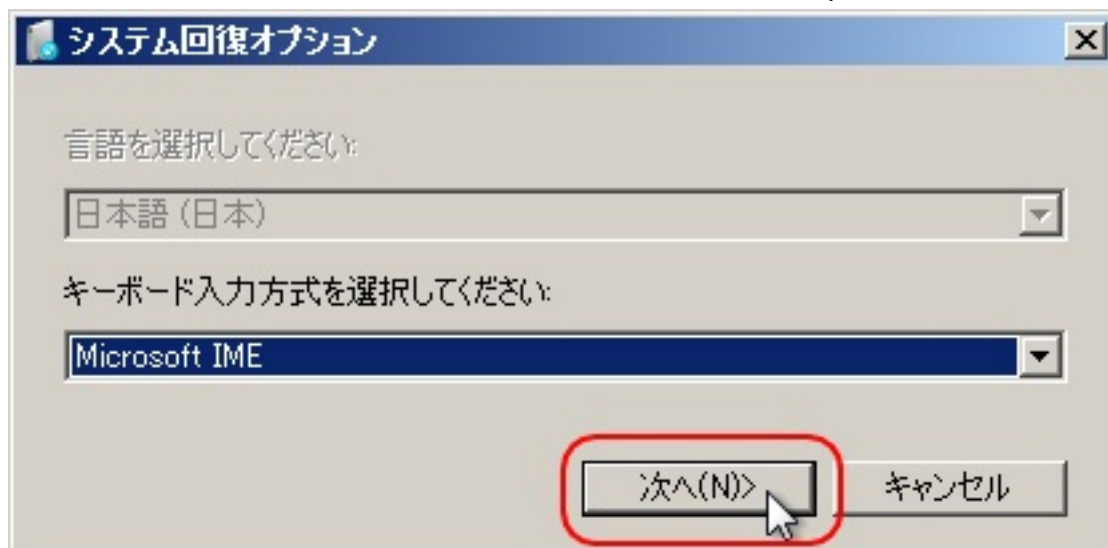 システム回復オプション
言語を選択してください:
日本語 (日本)
キーボード入力方式を選択してください:
Microsoft IME
次へ(N)> キャンセル